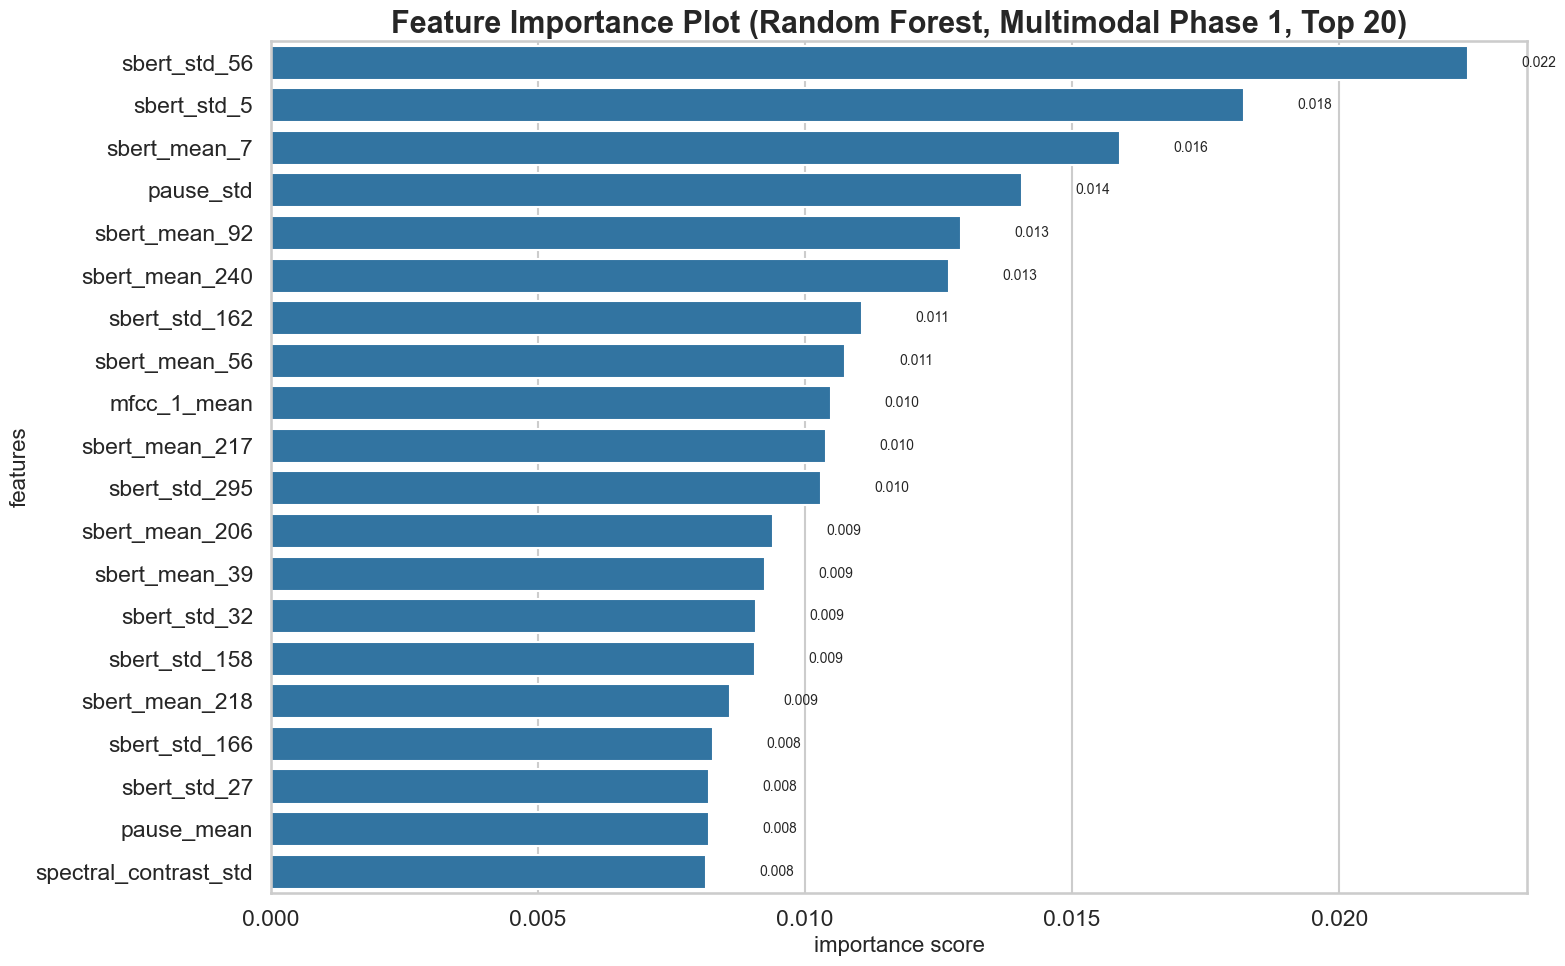 Feature Importance Plot (Random Forest, Multimodal Phase 1, Top 20)
features
sbert_std_56 0.022
sbert_std_5 0.018
sbert_mean_7 0.016
pause_std 0.014
sbert_mean_92 0.013
sbert_mean_240 0.013
sbert_std_162 0.011
sbert_mean_56 0.011
mfcc_1_mean 0.010
sbert_mean_217 0.010
sbert_std_295 0.010
sbert_mean_206 0.009
sbert_mean_39 0.009
sbert_std_32 0.009
sbert_std_158 0.009
sbert_mean_218 0.009
sbert_std_166 0.008
sbert_std_27 0.008
pause_mean 0.008
spectral_contrast_std 0.008
0.000 0.005 0.010 0.015 0.020
importance score